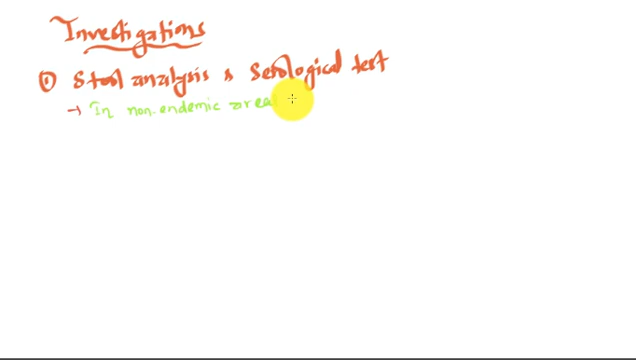 Investigations
① Stool analysis & Serological test
→ In non-endemic area